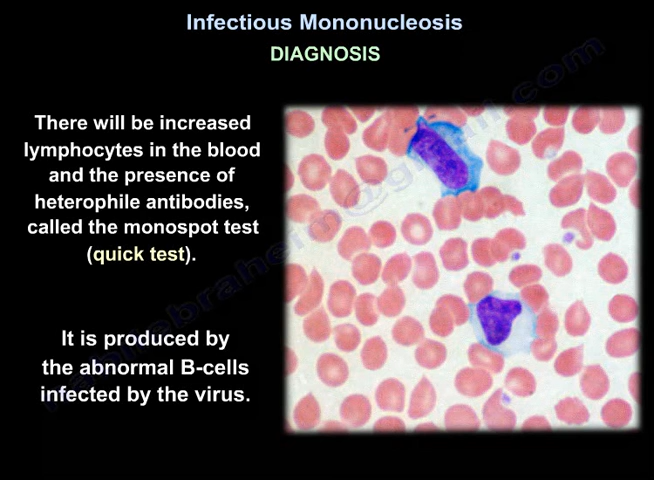 Infectious Mononucleosis
DIAGNOSIS
There will be increased
lymphocytes in the blood
and the presence of
heterophile antibodies,
called the monospot test
(quick test).
It is produced by
the abnormal B-cells
infected by the virus.